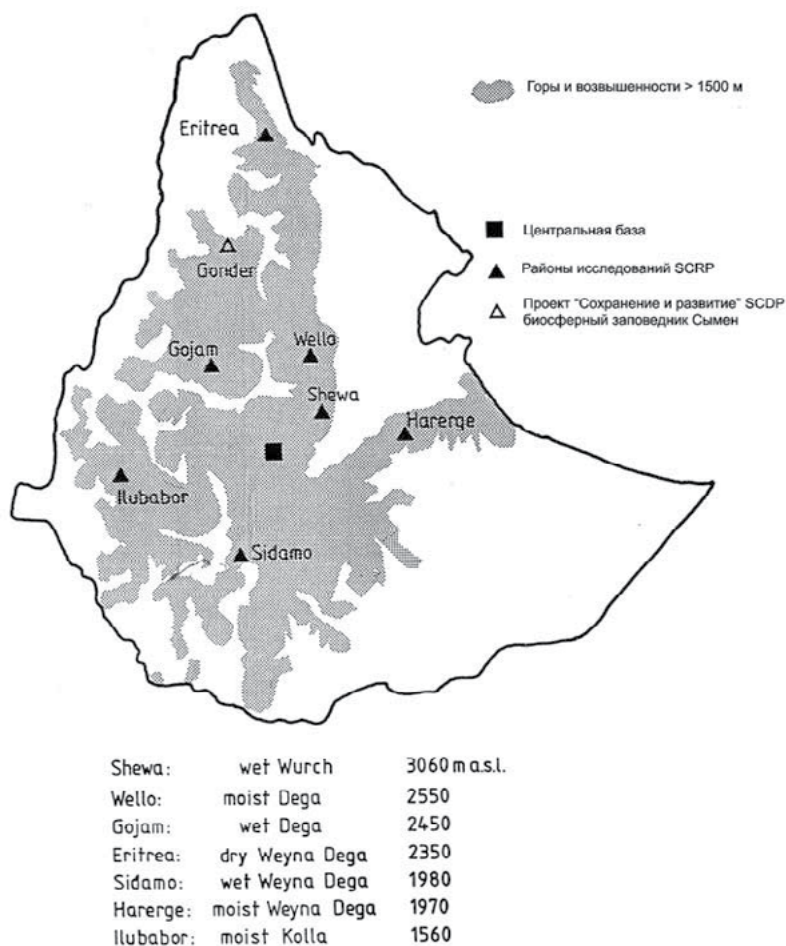 Горы и возвышенности > 1500 м
Eritrea
Центральная база
Районы исследований SCRP
Gonder
Проект "Сохранение и развитие" SCDP
биосферный заповедник Сымен
Gojam
Wello
Shewa
Harerge
Ilubabor
Sidamo
Shewa: wet Wurch 3060 m a.s.l.
Wello: moist Dega 2550
Gojam: wet Dega 2450
Eritrea: dry Weyna Dega 2350
Sidamo: wet Weyna Dega 1980
Harerge: moist Weyna Dega 1970
Ilubabor: moist Kolla 1560